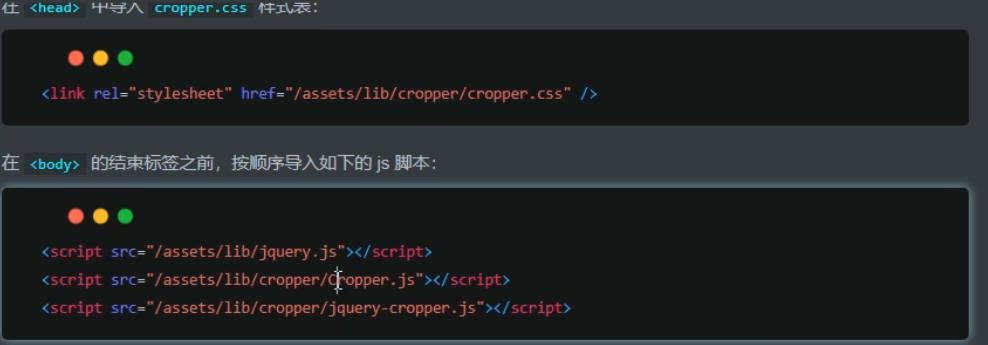 在 <head> 中导入 cropper.css 样式表：
<link rel="stylesheet" href="/assets/lib/cropper/cropper.css" />
在 <body> 的结束标签之前，按顺序导入如下的 js 脚本：
<script src="/assets/lib/jquery.js"></script>
<script src="/assets/lib/cropper/Cropper.js"></script>
<script src="/assets/lib/cropper/jquery-cropper.js"></script>